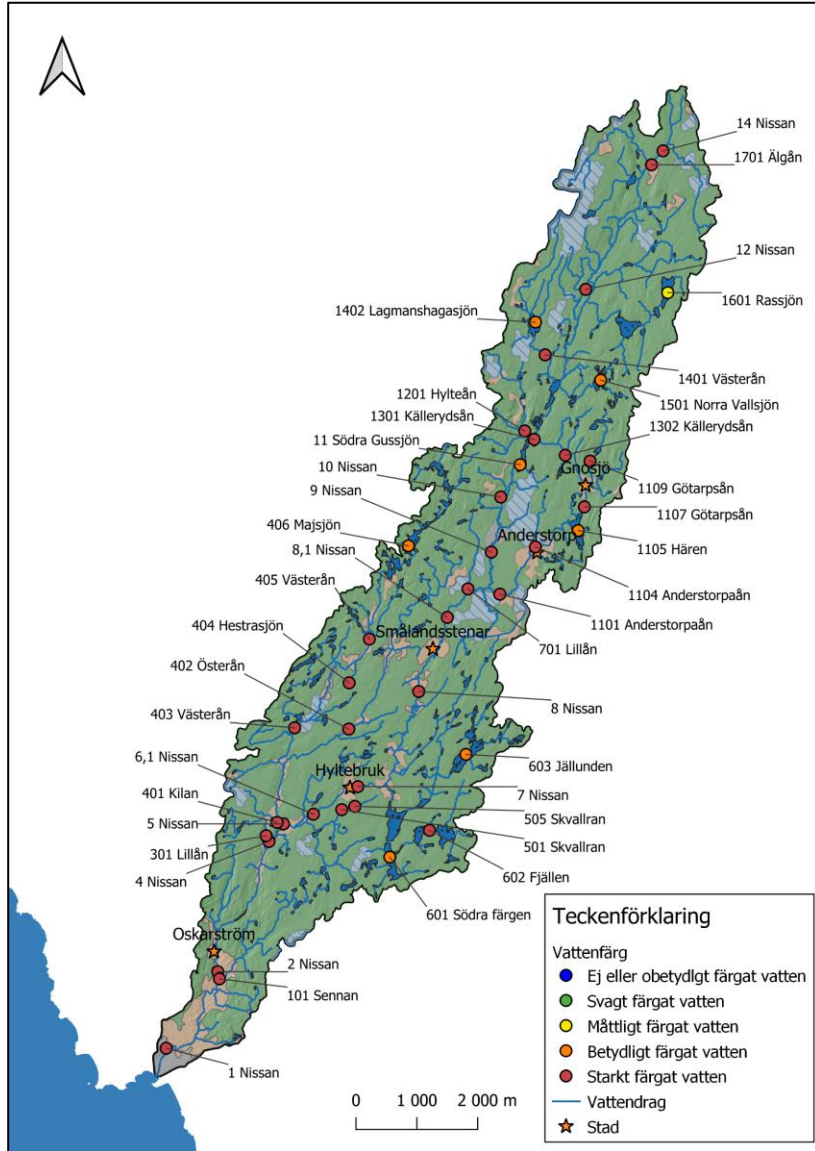 14 Nissan
1701 Älgån
12 Nissan
1601 Rassjön
1402 Lagmanshagasjön
1401 Västerån
1501 Norra Vallsjön
1201 Hylteån
1301 Källerydsån
1302 Källerydsån
11 Södra Gussjön
Gnosjö
10 Nissan
1109 Götarpsån
9 Nissan
1107 Götarpsån
406 Majsjön
Anderstorp
1105 Hären
8,1 Nissan
1104 Anderstorpaån
405 Västerån
1101 Anderstorpaån
404 Hestrasjön
Smålandsstenar
701 Lillån
402 Österån
8 Nissan
403 Västerån
6,1 Nissan
603 Jällunden
Hyltebruk
401 Kilan
7 Nissan
5 Nissan
505 Skvallran
301 Lillån
501 Skvallran
4 Nissan
602 Fjällen
601 Södra färgen
Oskarström
2 Nissan
101 Sennan
1 Nissan
0 1 000 2 000 m
Teckenförklaring
Vattenfärg
Ej eller obetydlgt färgat vatten
Svagt färgat vatten
Måttligt färgat vatten
Betydligt färgat vatten
Starkt färgat vatten
Vattendrag
Stad